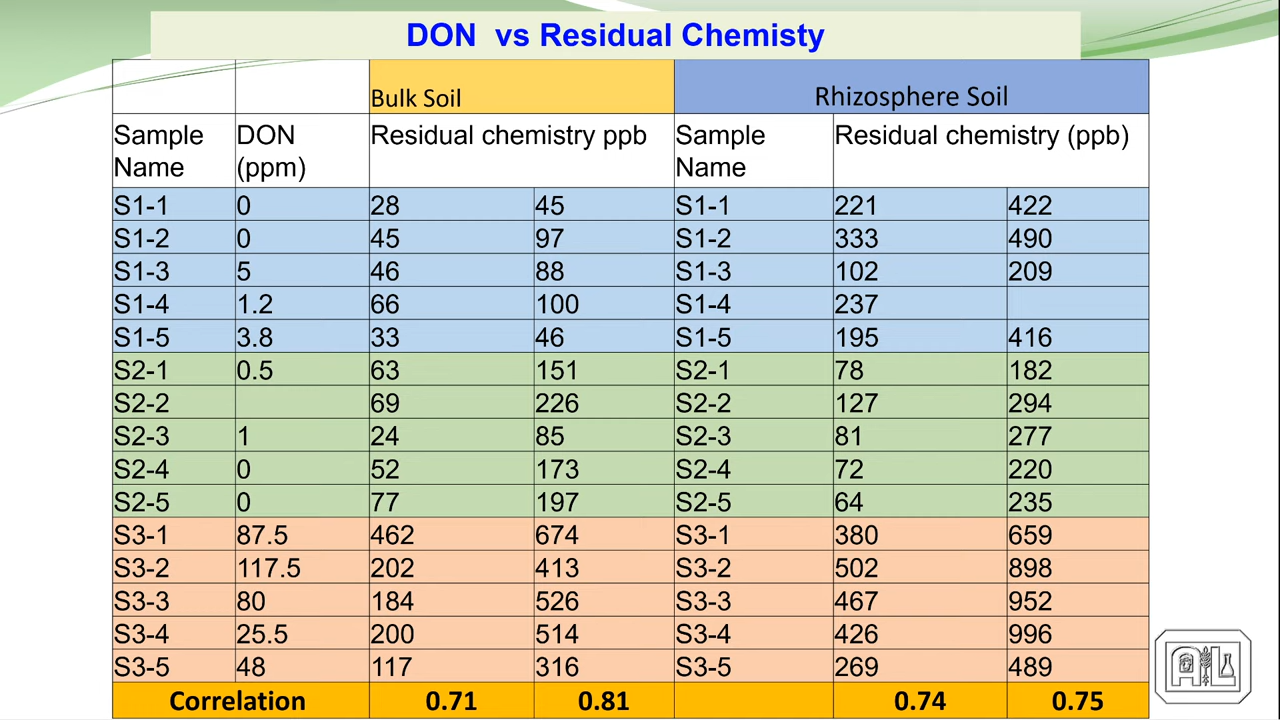 DON vs Residual Chemisty
Bulk Soil Rhizosphere Soil
Sample Name DON (ppm) Residual chemistry ppb Sample Name Residual chemistry (ppb)
S1-1 0 28 45 S1-1 221 422
S1-2 0 45 97 S1-2 333 490
S1-3 5 46 88 S1-3 102 209
S1-4 1.2 66 100 S1-4 237
S1-5 3.8 33 46 S1-5 195 416
S2-1 0.5 63 151 S2-1 78 182
S2-2 69 226 S2-2 127 294
S2-3 1 24 85 S2-3 81 277
S2-4 0 52 173 S2-4 72 220
S2-5 0 77 197 S2-5 64 235
S3-1 87.5 462 674 S3-1 380 659
S3-2 117.5 202 413 S3-2 502 898
S3-3 80 184 526 S3-3 467 952
S3-4 25.5 200 514 S3-4 426 996
S3-5 48 117 316 S3-5 269 489
Correlation 0.71 0.81 0.74 0.75
A&L